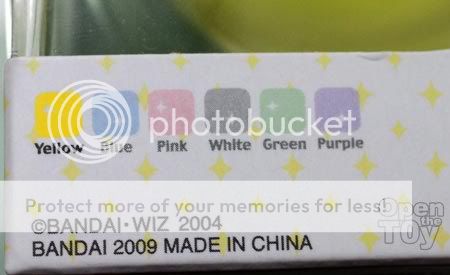 photobucket
Yellow Blue Pink White Green Purple
Protect more of your memories for less!
©BANDAI・WIZ 2004
BANDAI 2009 MADE IN CHINA
open
the
Toy